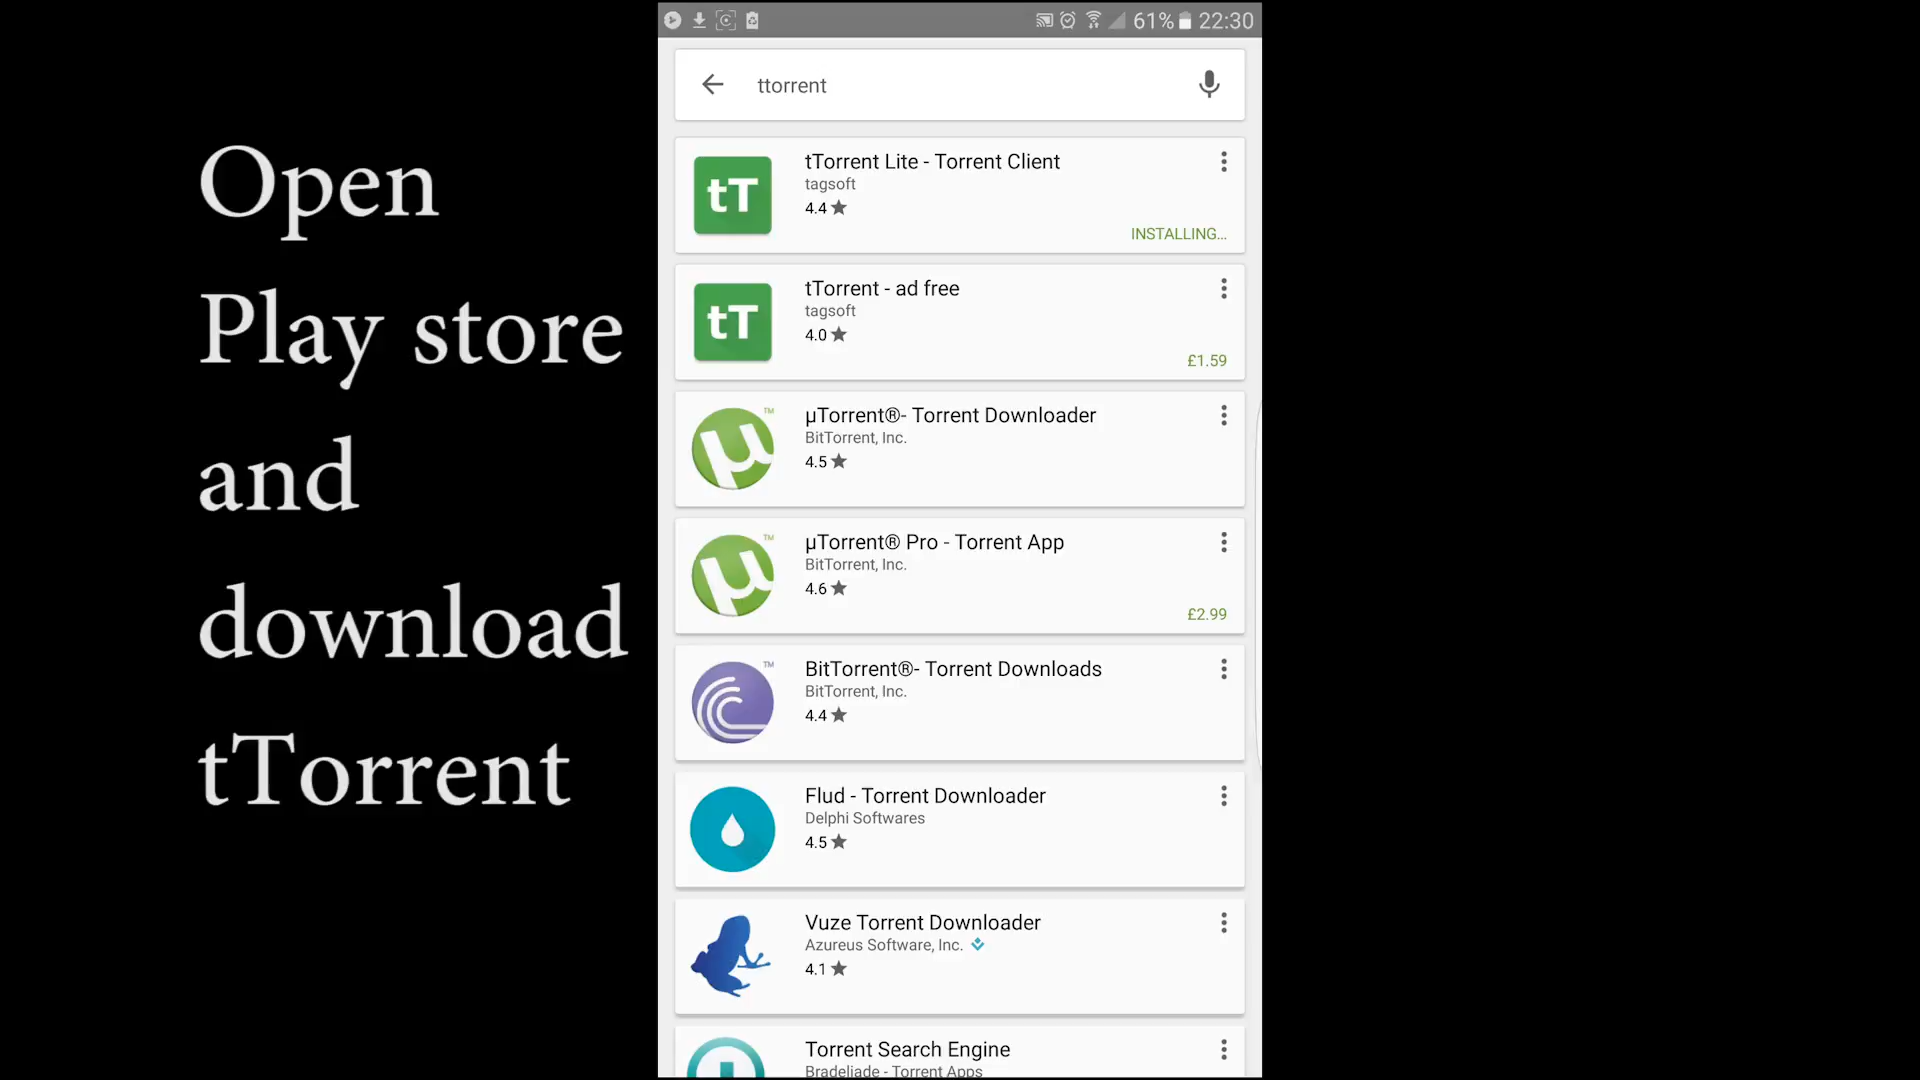 Open
Play store
and
download
tTorrent
61% 22:30
ttorrent
tT
tTorrent Lite - Torrent Client
tagsoft
4.4
INSTALLING...
tT
tTorrent - ad free
tagsoft
4.0
£1.59
µ TM
µTorrent®- Torrent Downloader
BitTorrent, Inc.
4.5
µ TM
µTorrent® Pro - Torrent App
BitTorrent, Inc.
4.6
£2.99
TM
BitTorrent®- Torrent Downloads
BitTorrent, Inc.
4.4
Flud - Torrent Downloader
Delphi Softwares
4.5
Vuze Torrent Downloader
Azureus Software, Inc.
4.1
Torrent Search Engine
Bradeliade - Torrent Apps